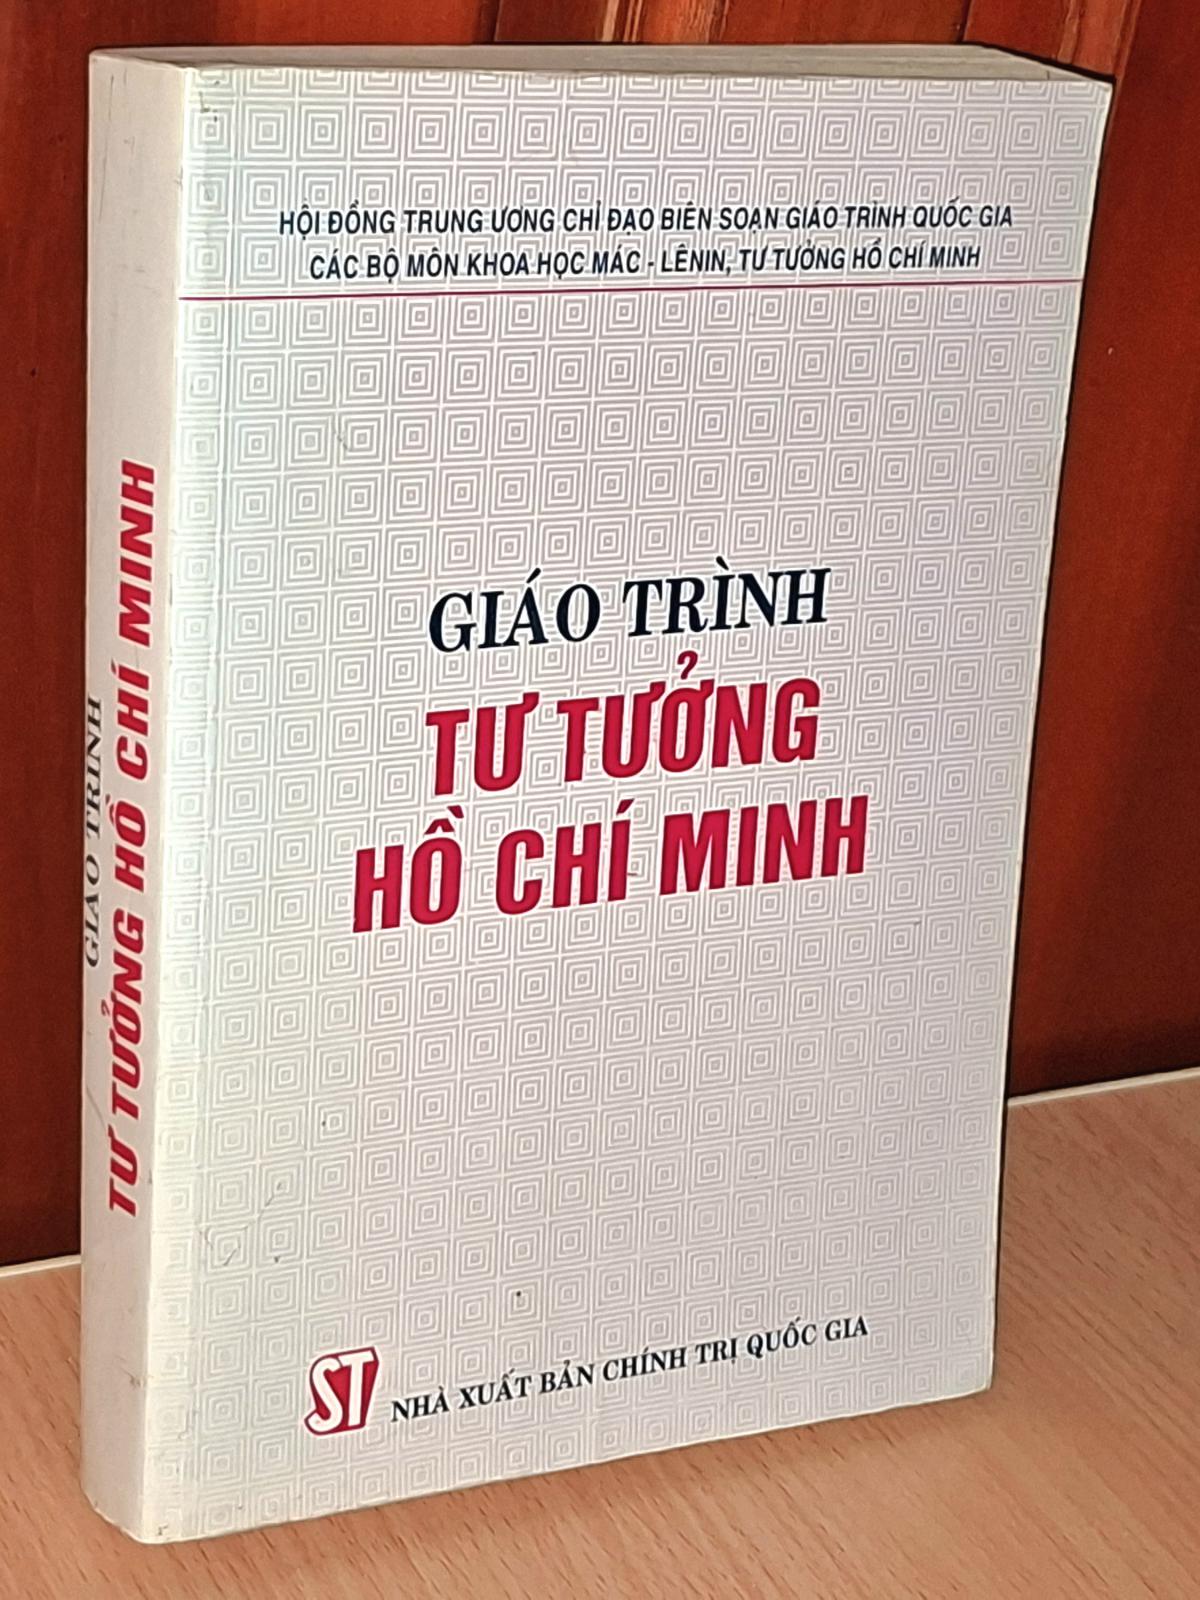 HỘI ĐỒNG TRUNG ƯƠNG CHỈ ĐẠO BIÊN SOẠN GIÁO TRÌNH QUỐC GIA
CÁC BỘ MÔN KHOA HỌC MÁC - LÊNIN, TƯ TƯỞNG HỒ CHÍ MINH
GIÁO TRÌNH
TƯ TƯỞNG
HỒ CHÍ MINH
ST
NHÀ XUẤT BẢN CHÍNH TRỊ QUỐC GIA
GIÁO TRÌNH
TƯ TƯỞNG HỒ CHÍ MINH